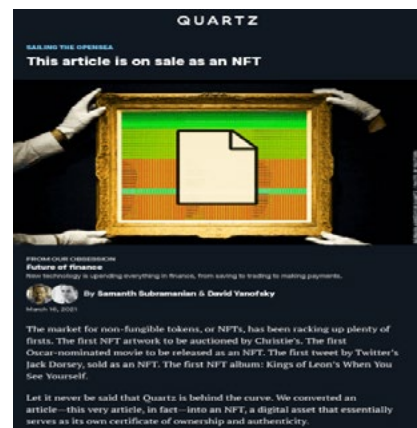 QUARTZ
SAILING THE OPENSEA
This article is on sale as an NFT
FROM OUR OBSESSION
Future of finance
New technology is upending everything in finance, from saving to trading to making payments.
By Samanth Subramanian & David Yanofsky
March 16, 2021
The market for non-fungible tokens, or NFTs, has been racking up plenty of
firsts. The first NFT artwork to be auctioned by Christie's. The first
Oscar-nominated movie to be released as an NFT. The first tweet by Twitter's
Jack Dorsey, sold as an NFT. The first NFT album: Kings of Leon's When You
See Yourself.
Let it never be said that Quartz is behind the curve. We converted an
article—this very article, in fact—into an NFT, a digital asset that essentially
serves as its own certificate of ownership and authenticity.